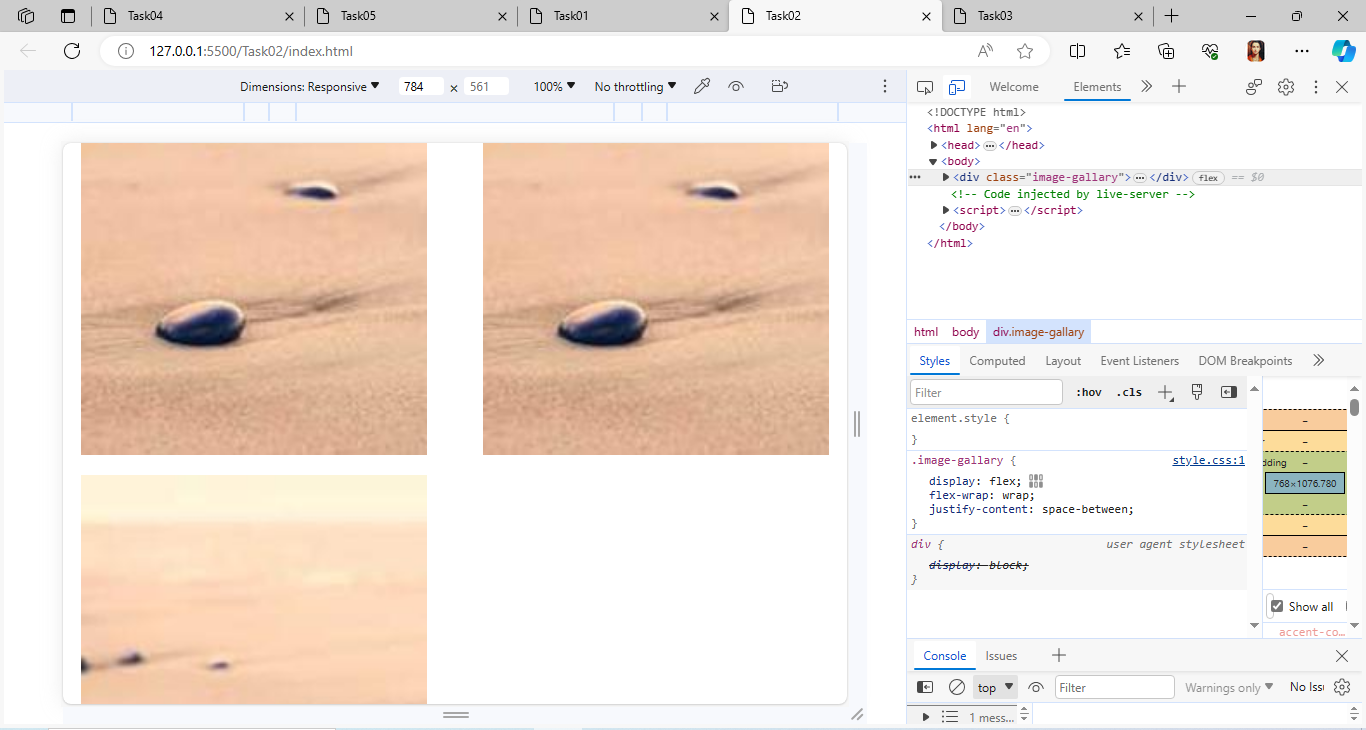 Task04
Task05
Task01
Task02
Task03
127.0.0.1:5500/Task02/index.html
Dimensions: Responsive 784 × 561 100% No throttling
Welcome Elements
<!DOCTYPE html>
<html lang="en">
<head> </head>
<body>
<div class="image-gallary"> </div> flex == $0
<!-- Code injected by live-server -->
<script> </script>
</body>
</html>
html body div.image-gallary
Styles Computed Layout Event Listeners DOM Breakpoints
Filter :hov .cls
element.style {
}
.image-gallary { style.css:1
display: flex;
flex-wrap: wrap;
justify-content: space-between;
}
div { user agent stylesheet
display: block;
}
dding
768×1076.780
Show all
accent-co...
Console Issues
top Filter Warnings only No Iss
1 mess...